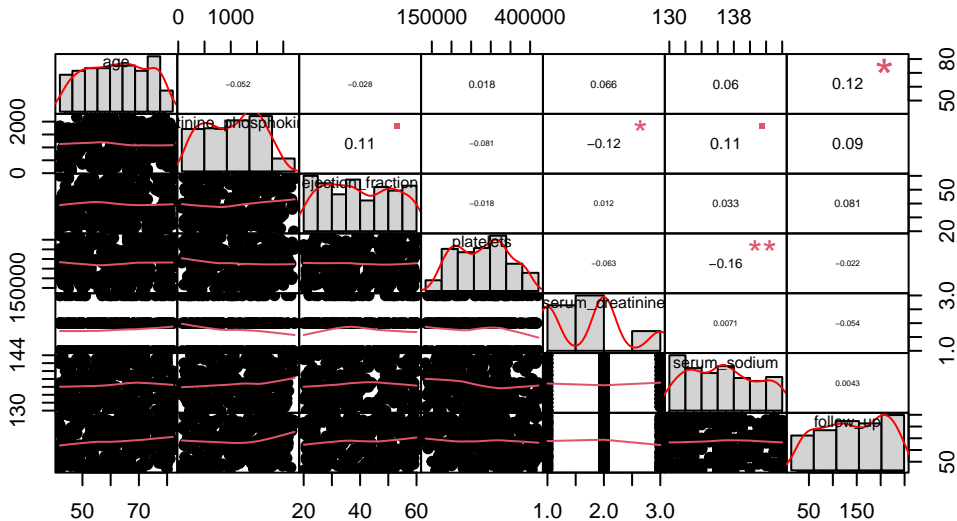 0 1000 150000 400000 130 138
age −0.052 −0.028 0.018 0.066 0.06 0.12 * 50 80
0 2000 tinine_phosphokin 0.11 −0.081 −0.12 * 0.11 0.09
ejection_fraction −0.018 0.012 0.033 0.081 20 50
150000 platelets −0.063 −0.16 ** −0.022
serum_creatinine 0.0071 −0.054 1.0 3.0
130 144 serum_sodium 0.0043
follow_up 50
50 70 20 40 60 1.0 2.0 3.0 50 150